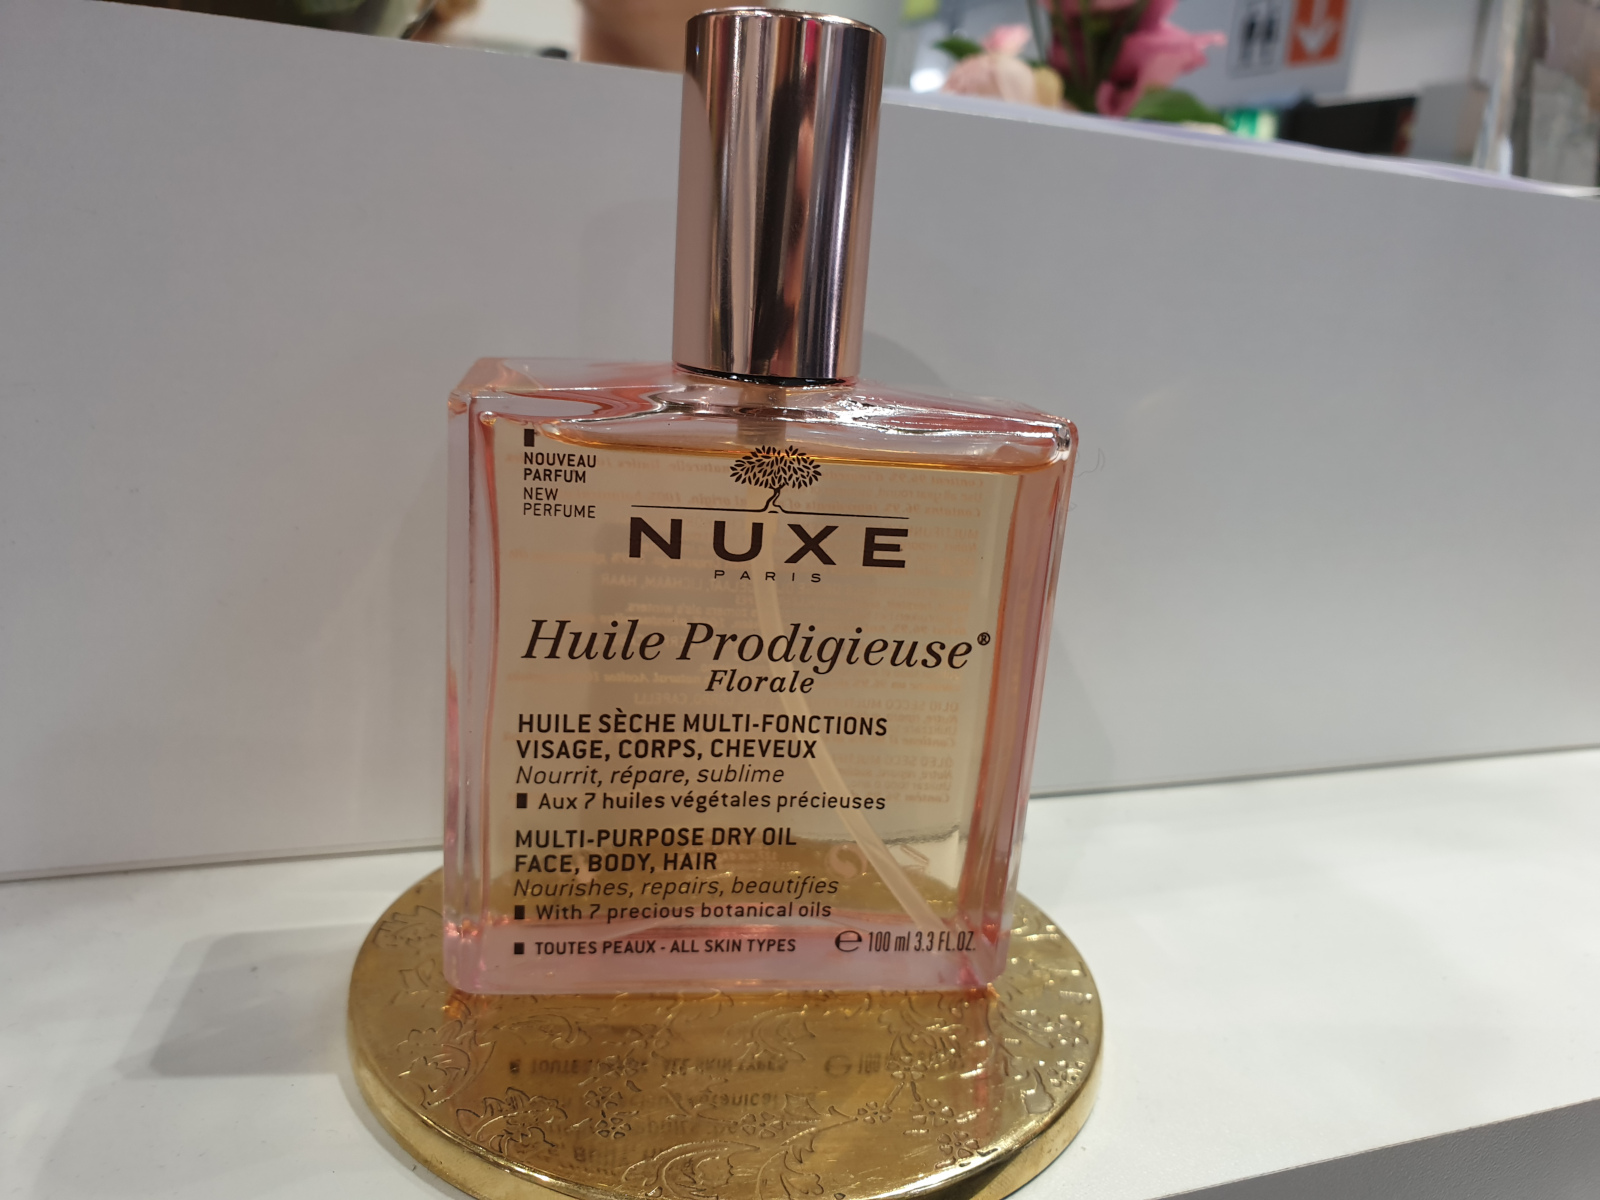 NOUVEAU
PARFUM
NEW
PERFUME
NUXE
PARIS
Huile Prodigieuse®
Florale
HUILE SÈCHE MULTI-FONCTIONS
VISAGE, CORPS, CHEVEUX
Nourrit, répare, sublime
■ Aux 7 huiles végétales précieuses
MULTI-PURPOSE DRY OIL
FACE, BODY, HAIR
Nourishes, repairs, beautifies
■ With 7 precious botanical oils
■ TOUTES PEAUX - ALL SKIN TYPES ℮ 100 ml 3.3 FL.OZ.